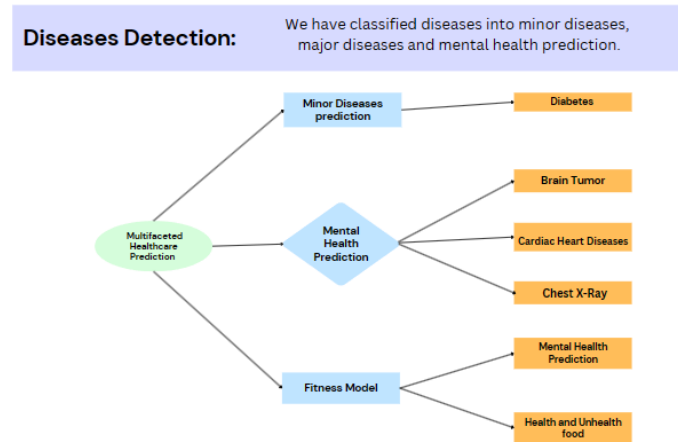 Diseases Detection:
We have classified diseases into minor diseases,
major diseases and mental health prediction.
Minor Diseases
prediction
Diabetes
Brain Tumor
Multifaceted
Healthcare
Prediction
Mental
Health
Prediction
Cardiac Heart Diseases
Chest X-Ray
Mental Heallth
Prediction
Fitness Model
Health and Unhealth
food